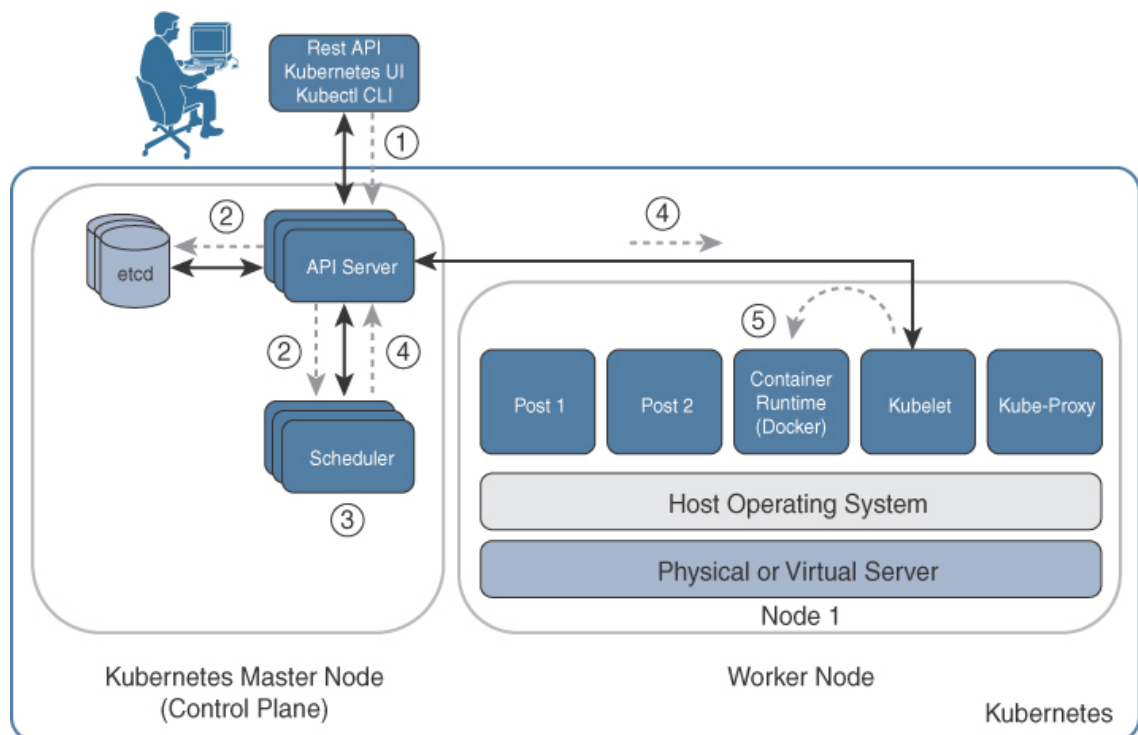 Rest API
Kubernetes UI
Kubectl CLI
1
2
4
etcd
API Server
2
4
5
Post 1
Post 2
Container
Runtime
(Docker)
Kubelet
Kube-Proxy
Scheduler
3
Host Operating System
Physical or Virtual Server
Node 1
Kubernetes Master Node
(Control Plane)
Worker Node
Kubernetes